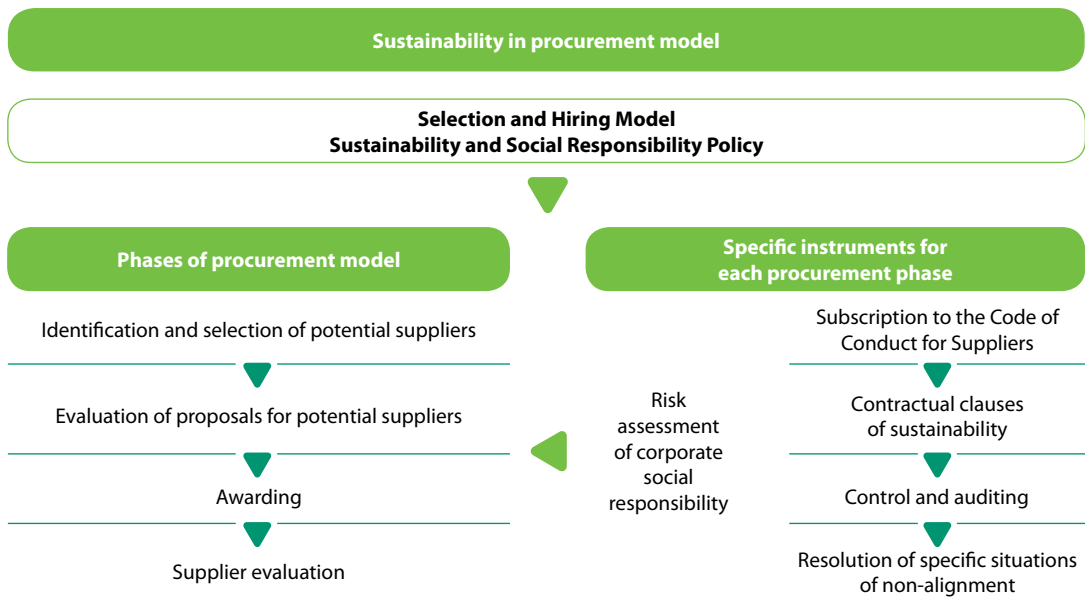 Sustainability in procurement model
Selection and Hiring Model
Sustainability and Social Responsibility Policy
Phases of procurement model
Identification and selection of potential suppliers
Evaluation of proposals for potential suppliers
Awarding
Supplier evaluation
Specific instruments for
each procurement phase
Risk
assessment
of corporate
social
responsibility
Subscription to the Code of
Conduct for Suppliers
Contractual clauses
of sustainability
Control and auditing
Resolution of specific situations
of non-alignment